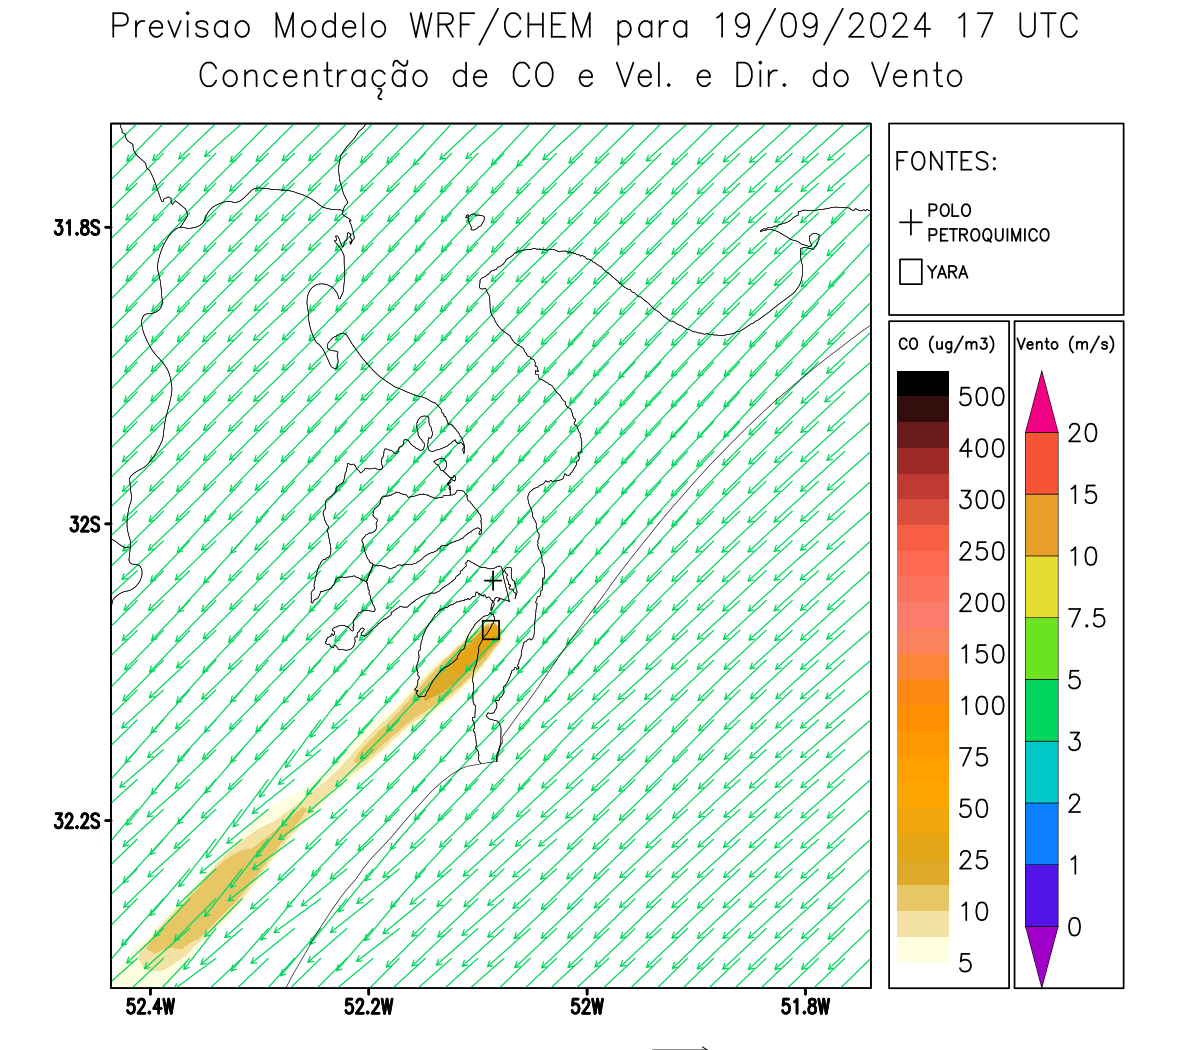 Previsao Modelo WRF/CHEM para 19/09/2024 17 UTC
Concentração de CO e Vel. e Dir. do Vento
FONTES:
POLO
PETROQUIMICO
YARA
CO (ug/m3)
500
400
300
250
200
150
100
75
50
25
10
5
Vento (m/s)
20
15
10
7.5
5
3
2
1
0
31.8S
32S
32.2S
52.4W
52.2W
52W
51.8W